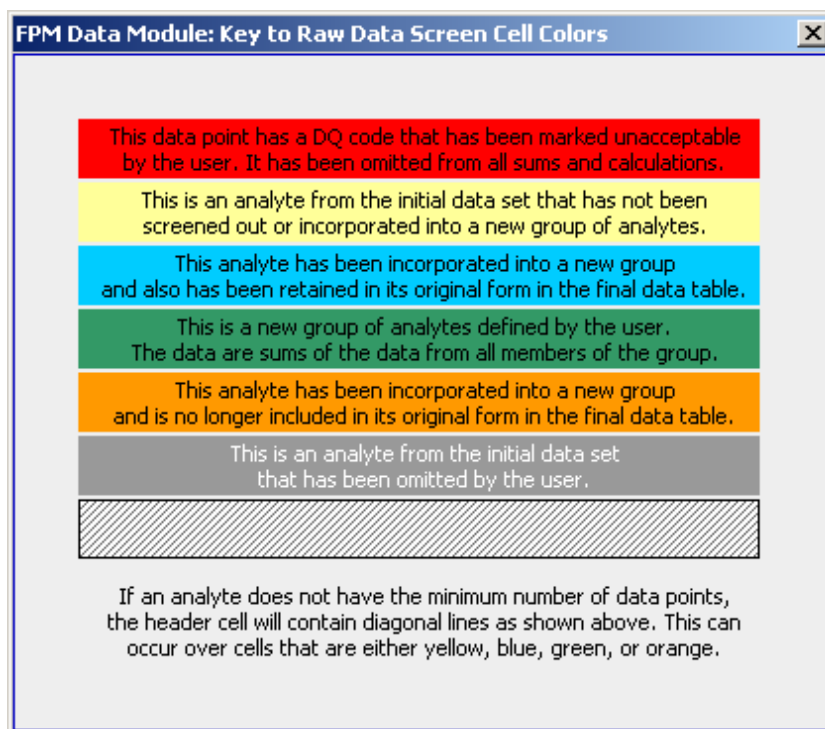 FPM Data Module: Key to Raw Data Screen Cell Colors
This data point has a DQ code that has been marked unacceptable
by the user. It has been omitted from all sums and calculations.
This is an analyte from the initial data set that has not been
screened out or incorporated into a new group of analytes.
This analyte has been incorporated into a new group
and also has been retained in its original form in the final data table.
This is a new group of analytes defined by the user.
The data are sums of the data from all members of the group.
This analyte has been incorporated into a new group
and is no longer included in its original form in the final data table.
This is an analyte from the initial data set
that has been omitted by the user.
If an analyte does not have the minimum number of data points,
the header cell will contain diagonal lines as shown above. This can
occur over cells that are either yellow, blue, green, or orange.